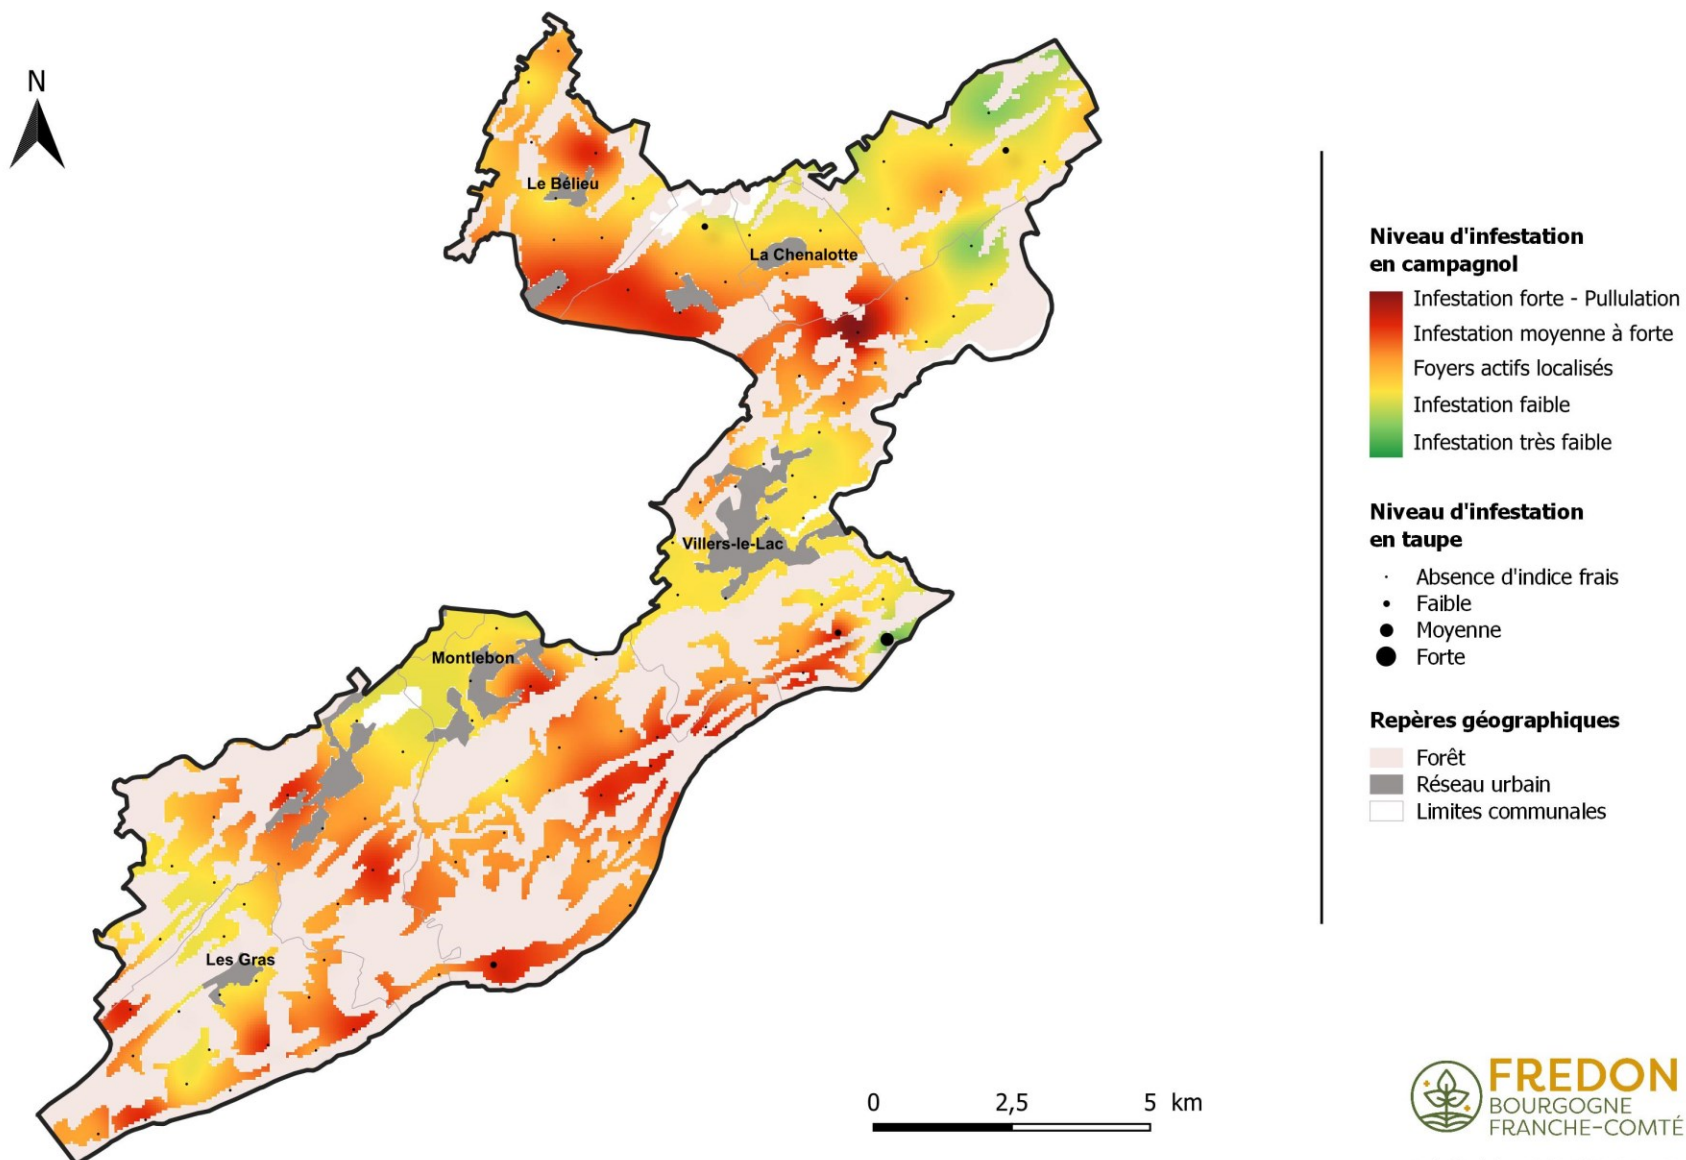 N
Le Bélieu
La Chenalotte
Villers-le-Lac
Montlebon
Les Gras
Niveau d'infestation
en campagnol
Infestation forte - Pullulation
Infestation moyenne à forte
Foyers actifs localisés
Infestation faible
Infestation très faible
Niveau d'infestation
en taupe
Absence d'indice frais
Faible
Moyenne
Forte
Repères géographiques
Forêt
Réseau urbain
Limites communales
0 2,5 5 km
FREDON
BOURGOGNE
FRANCHE-COMTÉ